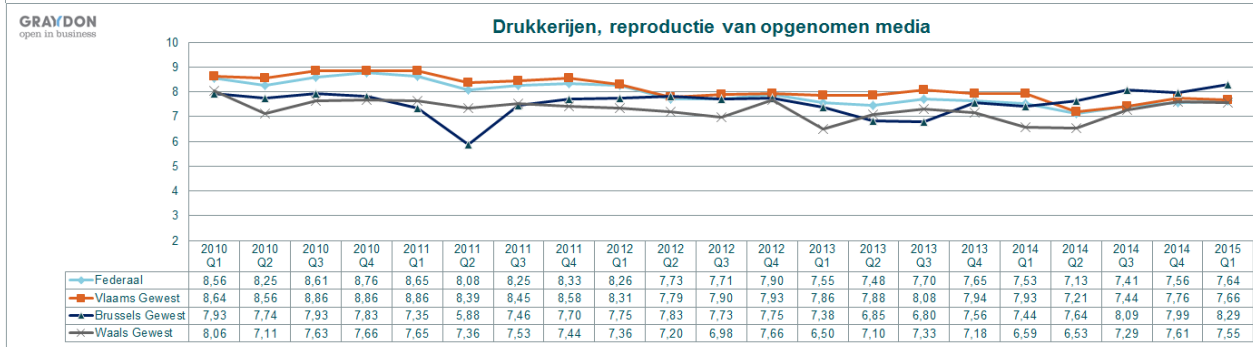 GRAYDON
open in business
Drukkerijen, reproductie van opgenomen media
10
9
8
7
6
5
4
3
2
2010 2010 2010 2010 2011 2011 2011 2011 2012 2012 2012 2012 2013 2013 2013 2013 2014 2014 2014 2014 2015
Q1 Q2 Q3 Q4 Q1 Q2 Q3 Q4 Q1 Q2 Q3 Q4 Q1 Q2 Q3 Q4 Q1 Q2 Q3 Q4 Q1
Federaal 8,56 8,25 8,61 8,76 8,65 8,08 8,25 8,33 8,26 7,73 7,71 7,90 7,55 7,48 7,70 7,65 7,53 7,13 7,41 7,56 7,64
Vlaams Gewest 8,64 8,56 8,86 8,86 8,86 8,39 8,45 8,58 8,31 7,79 7,90 7,93 7,86 7,88 8,08 7,94 7,93 7,21 7,44 7,76 7,66
Brussels Gewest 7,93 7,74 7,93 7,83 7,35 5,88 7,46 7,70 7,75 7,83 7,73 7,75 7,38 6,85 6,80 7,56 7,44 7,64 8,09 7,99 8,29
Waals Gewest 8,06 7,11 7,63 7,66 7,65 7,36 7,53 7,44 7,36 7,20 6,98 7,66 6,50 7,10 7,33 7,18 6,59 6,53 7,29 7,61 7,55